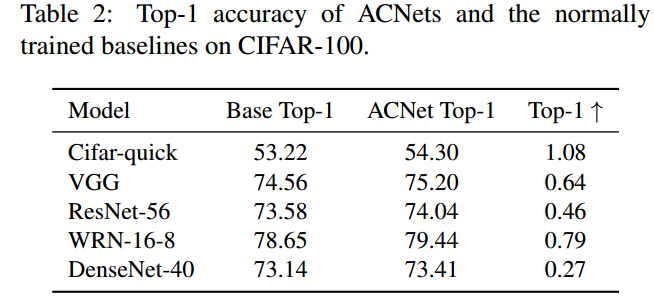 Table 2: Top-1 accuracy of ACNets and the normally
trained baselines on CIFAR-100.
Model Base Top-1 ACNet Top-1 Top-1 ↑
Cifar-quick 53.22 54.30 1.08
VGG 74.56 75.20 0.64
ResNet-56 73.58 74.04 0.46
WRN-16-8 78.65 79.44 0.79
DenseNet-40 73.14 73.41 0.27